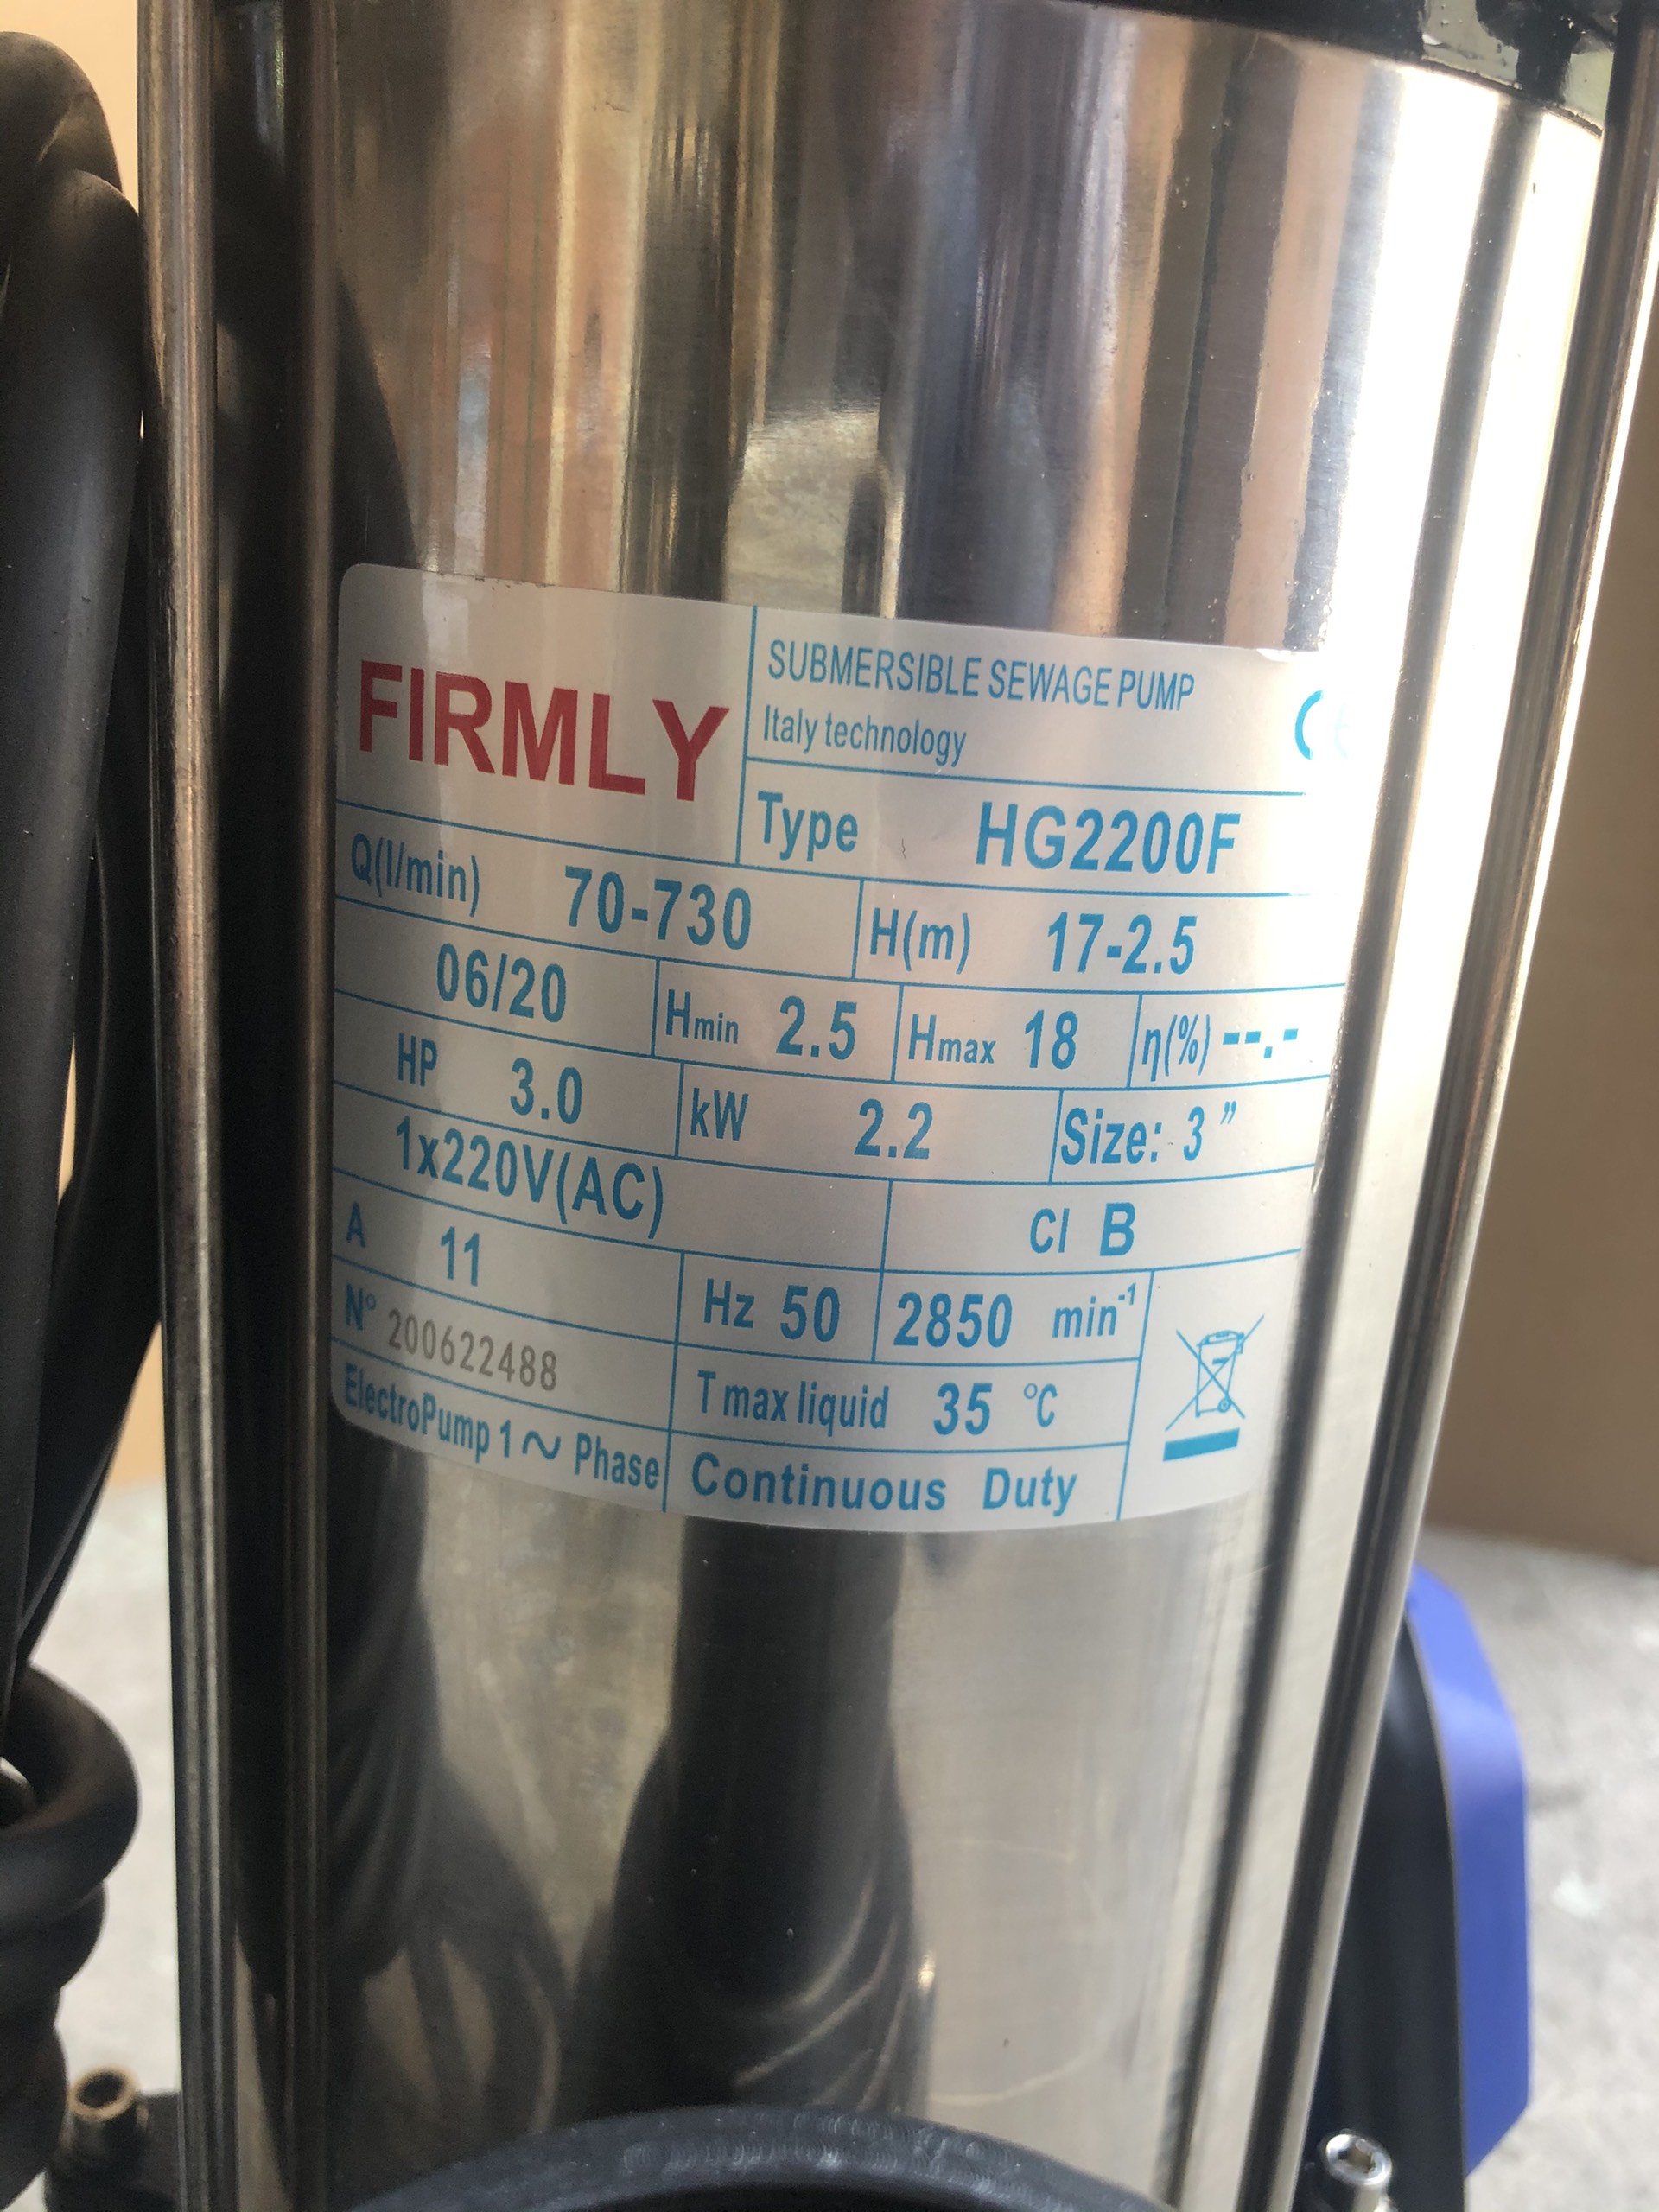 FIRMLY
SUBMERSIBLE SEWAGE PUMP
Italy technology
CE
Type HG2200F
Q(l/min) 70-730 H(m) 17-2.5
06/20 Hmin 2.5 Hmax 18 η(%) --.-
HP 3.0 kW 2.2 Size: 3"
1x220V(AC) Cl B
A 11 Hz 50 2850 min⁻¹
N° 200622488 T max liquid 35 °C
ElectroPump 1~ Phase Continuous Duty